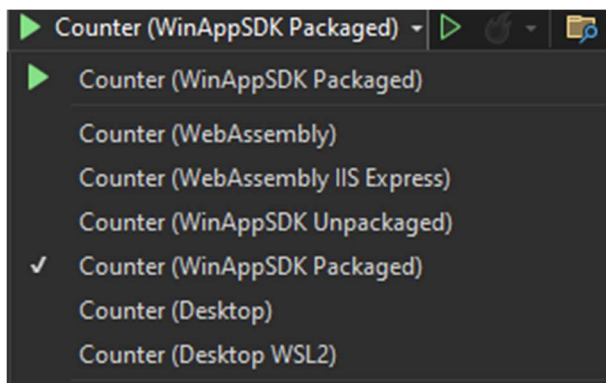 Counter (WinAppSDK Packaged)
Counter (WinAppSDK Packaged)
Counter (WebAssembly)
Counter (WebAssembly IIS Express)
Counter (WinAppSDK Unpackaged)
Counter (WinAppSDK Packaged)
Counter (Desktop)
Counter (Desktop WSL2)